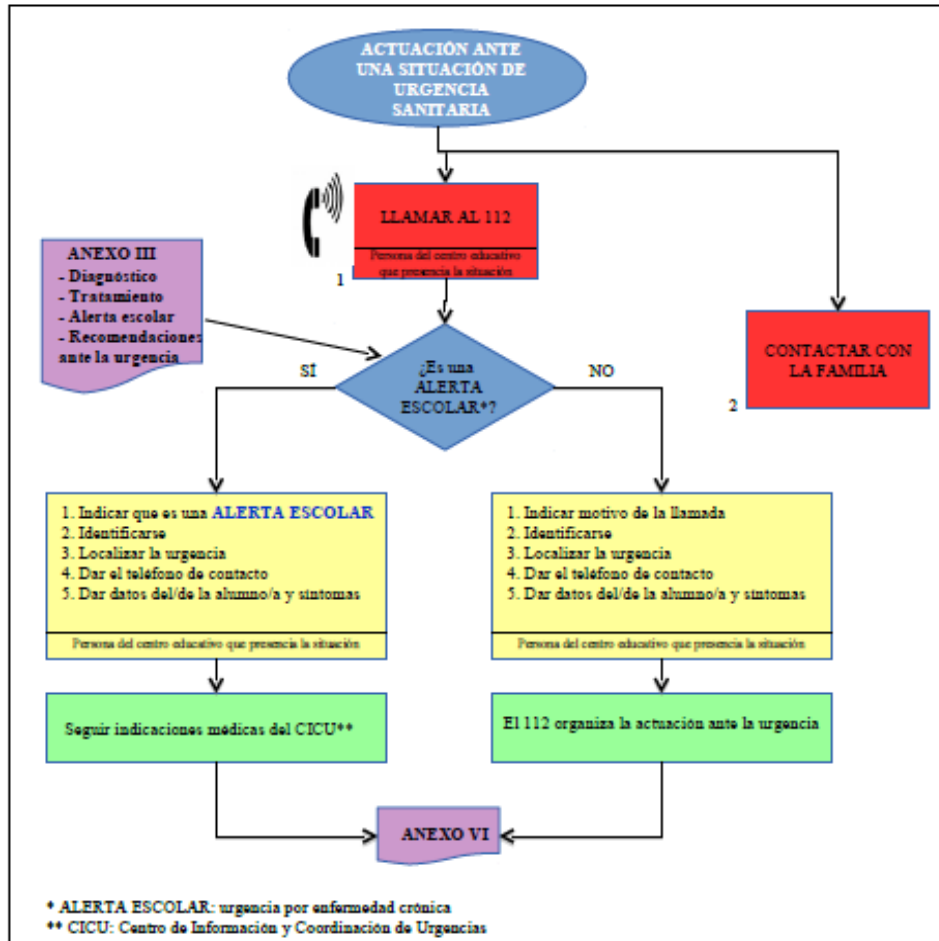 ACTUACIÓN ANTE
UNA SITUACIÓN DE
URGENCIA
SANITARIA
LLAMAR AL 112
Persona del centro educativo
que presencia la situación
1
ANEXO III
- Diagnóstico
- Tratamiento
- Alerta escolar
- Recomendaciones
ante la urgencia
CONTACTAR CON
LA FAMILIA
2
¿Es una
ALERTA
ESCOLAR*?
SÍ
NO
1. Indicar que es una ALERTA ESCOLAR
2. Identificarse
3. Localizar la urgencia
4. Dar el teléfono de contacto
5. Dar datos del/de la alumno/a y síntomas
Persona del centro educativo que presencia la situación
1. Indicar motivo de la llamada
2. Identificarse
3. Localizar la urgencia
4. Dar el teléfono de contacto
5. Dar datos del/de la alumno/a y síntomas
Persona del centro educativo que presencia la situación
Seguir indicaciones médicas del CICU**
El 112 organiza la actuación ante la urgencia
ANEXO VI
* ALERTA ESCOLAR: urgencia por enfermedad crónica
** CICU: Centro de Información y Coordinación de Urgencias